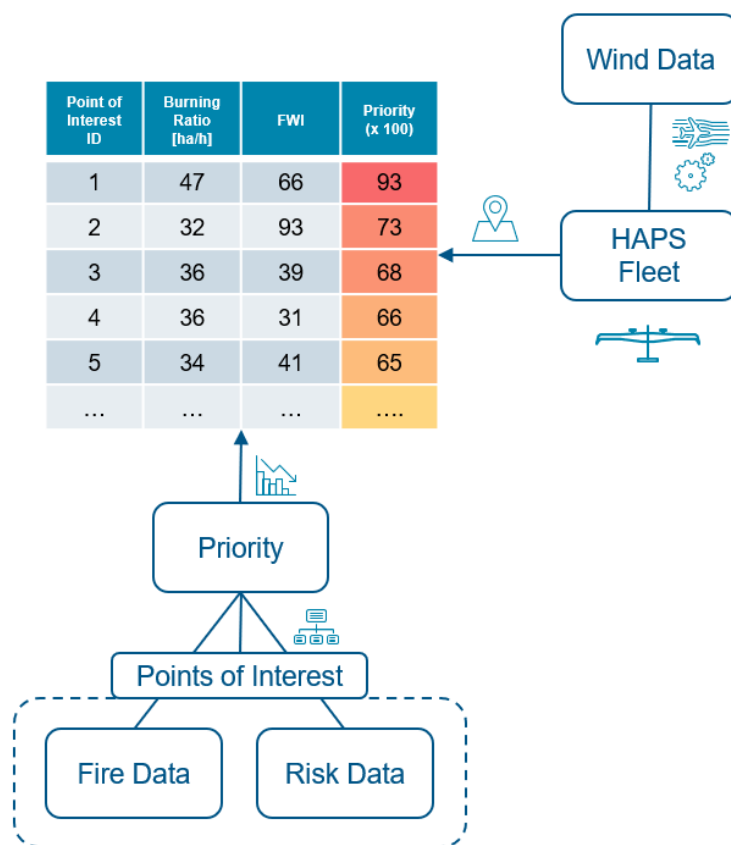 Wind Data
Point of
Interest
ID
Burning
Ratio
[ha/h]
FWI
Priority
(x 100)
1 47 66 93
2 32 93 73
3 36 39 68
4 36 31 66
5 34 41 65
… … … ….
HAPS
Fleet
Priority
Points of Interest
Fire Data
Risk Data